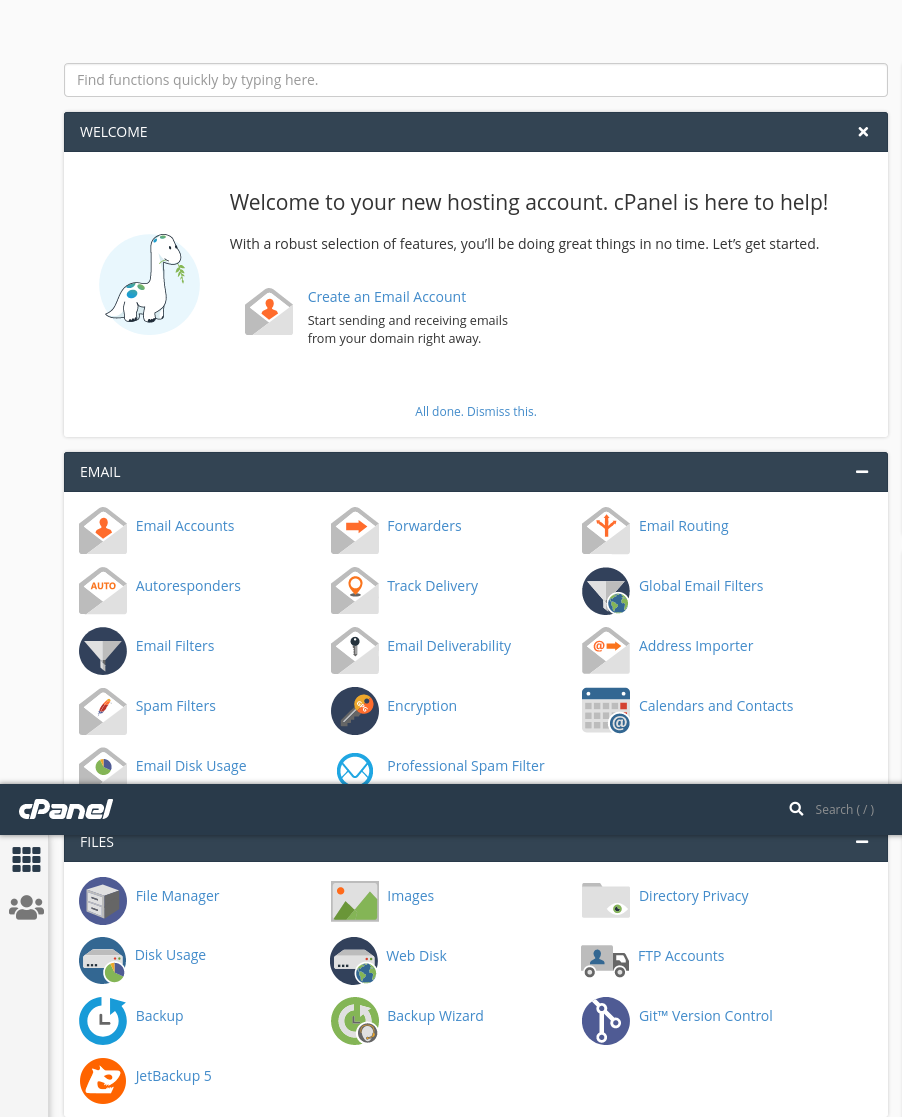 Find functions quickly by typing here.
WELCOME
Welcome to your new hosting account. cPanel is here to help!
With a robust selection of features, you’ll be doing great things in no time. Let’s get started.
Create an Email Account
Start sending and receiving emails
from your domain right away.
All done. Dismiss this.
EMAIL
Email Accounts
Forwarders
Email Routing
AUTO
Autoresponders
Track Delivery
Global Email Filters
Email Filters
Email Deliverability
@
Address Importer
Spam Filters
GPG
Encryption
@
Calendars and Contacts
Email Disk Usage
Professional Spam Filter
cPanel
Search ( / )
FILES
File Manager
Images
Directory Privacy
Disk Usage
Web Disk
FTP Accounts
Backup
Backup Wizard
Git™ Version Control
JetBackup 5